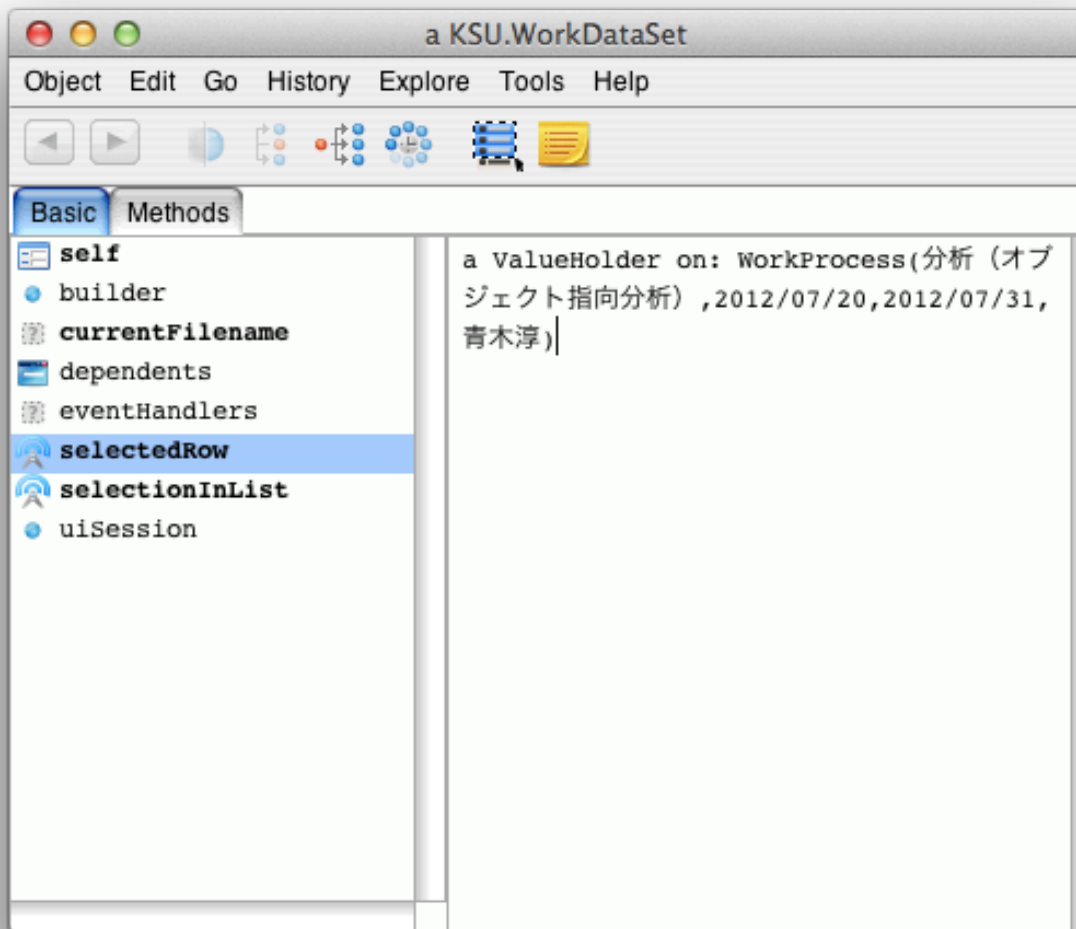 a KSU.WorkDataSet
Object Edit Go History Explore Tools Help
Basic Methods
self
builder
currentFilename
dependents
eventHandlers
selectedRow
selectionInList
uiSession
a ValueHolder on: WorkProcess(分析（オブ
ジェクト指向分析）,2012/07/20,2012/07/31,
青木淳)